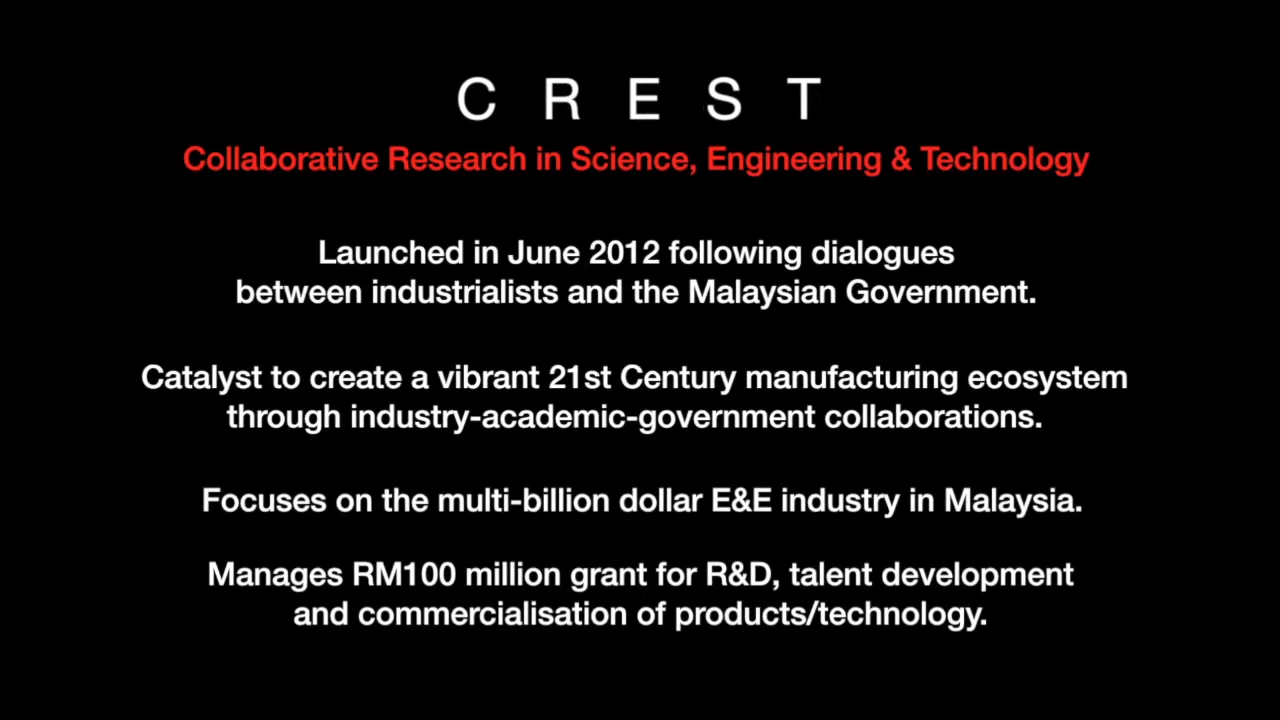 C R E S T
Collaborative Research in Science, Engineering & Technology
Launched in June 2012 following dialogues
between industrialists and the Malaysian Government.
Catalyst to create a vibrant 21st Century manufacturing ecosystem
through industry-academic-government collaborations.
Focuses on the multi-billion dollar E&E industry in Malaysia.
Manages RM100 million grant for R&D, talent development
and commercialisation of products/technology.